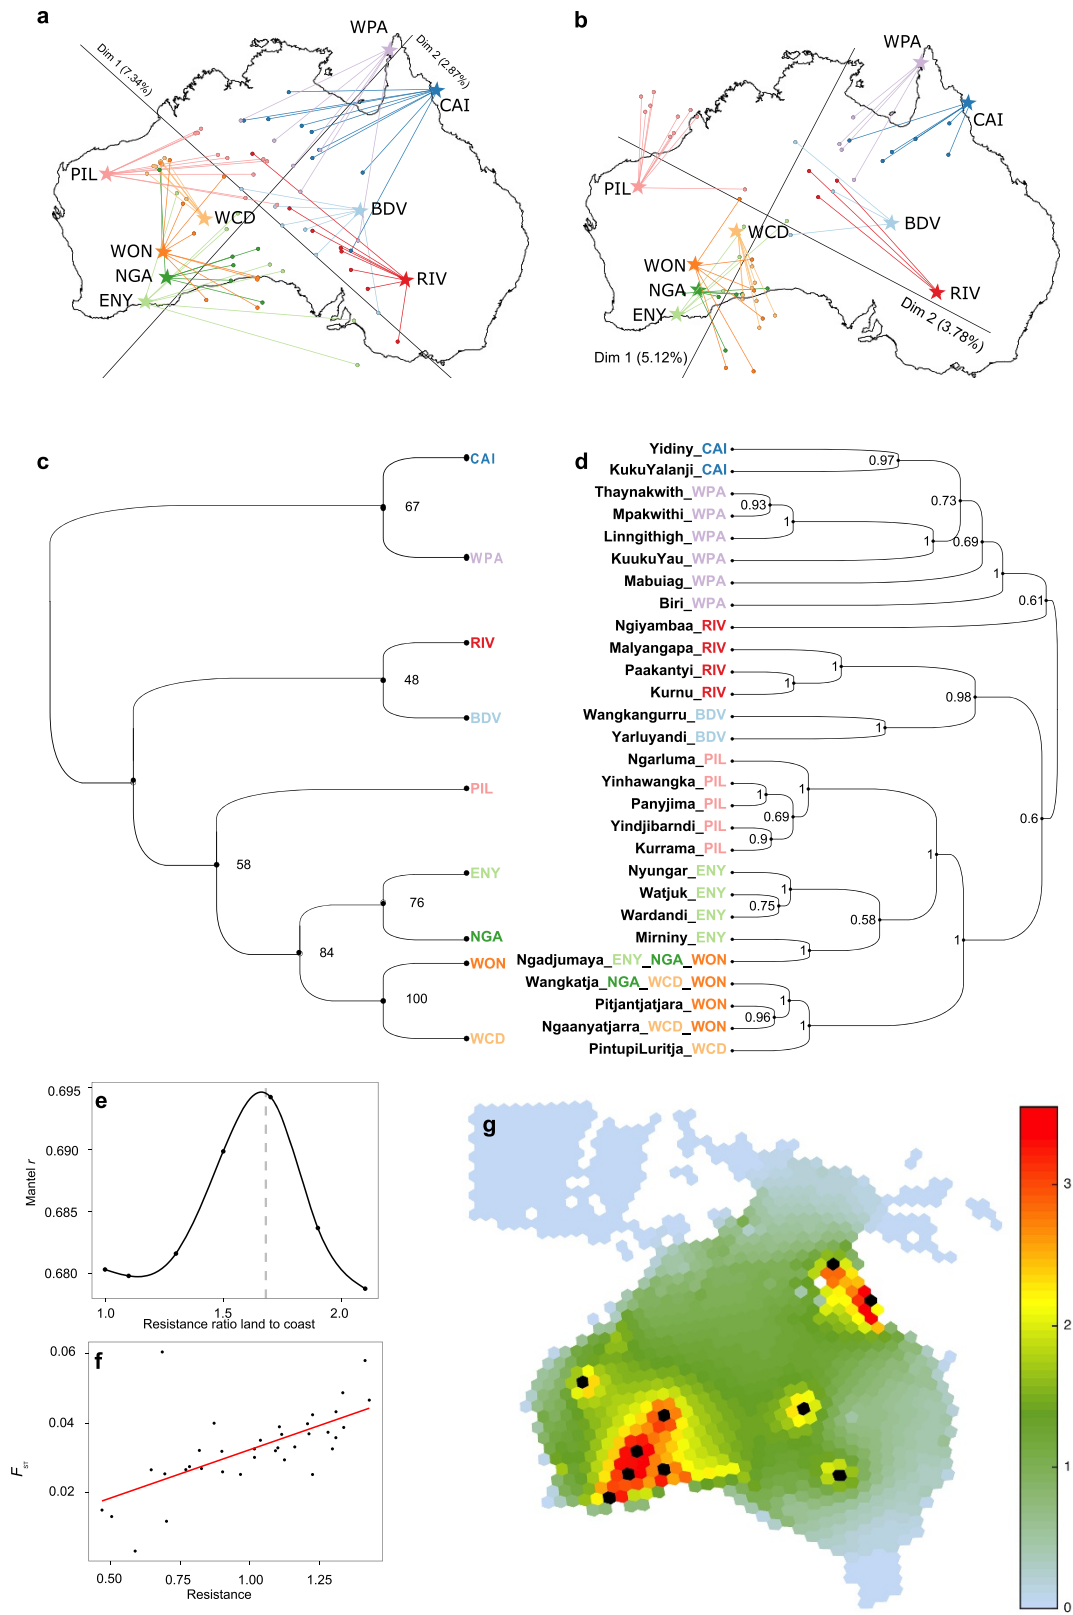 a
WPA
Dim 1 (7.34%)
Dim 2 (2.87%)
CAI
PIL
BDV
WCD
WON
NGA
RIV
ENY
b
WPA
CAI
PIL
BDV
WCD
WON
NGA
RIV
ENY
Dim 2 (3.78%)
Dim 1 (5.12%)
c
CAI
67
WPA
RIV
48
BDV
PIL
58
ENY
76
NGA
84
WON
100
WCD
d
Yidiny_CAI
0.97
KukuYalanji_CAI
Thaynakwith_WPA
0.93
0.73
Mpakwithi_WPA
1
Linngithigh_WPA
1
0.69
KuukuYau_WPA
1
Mabuiag_WPA
Biri_WPA
0.61
Ngiyambaa_RIV
Malyangapa_RIV
1
Paakantyi_RIV
1
Kurnu_RIV
0.98
Wangkangurru_BDV
1
Yarluyandi_BDV
Ngarluma_PIL
Yinhawangka_PIL
1
1
Panyjima_PIL
0.69
0.6
Yindjibarndi_PIL
0.9
Kurrama_PIL
1
Nyungar_ENY
1
Watjuk_ENY
0.75
Wardandi_ENY
0.58
Mirniny_ENY
1
1
Ngadjumaya_ENY_NGA_WON
Wangkatja_NGA_WCD_WON
1
Pitjantjatjara_WON
0.96
Ngaanyatjarra_WCD_WON
1
PintupiLuritja_WCD
e
0.695
0.690
0.685
0.680
Mantel r
1.0
1.5
2.0
Resistance ratio land to coast
f
0.06
0.04
0.02
FST
0.50
0.75
1.00
1.25
Resistance
g
3
2
1
0